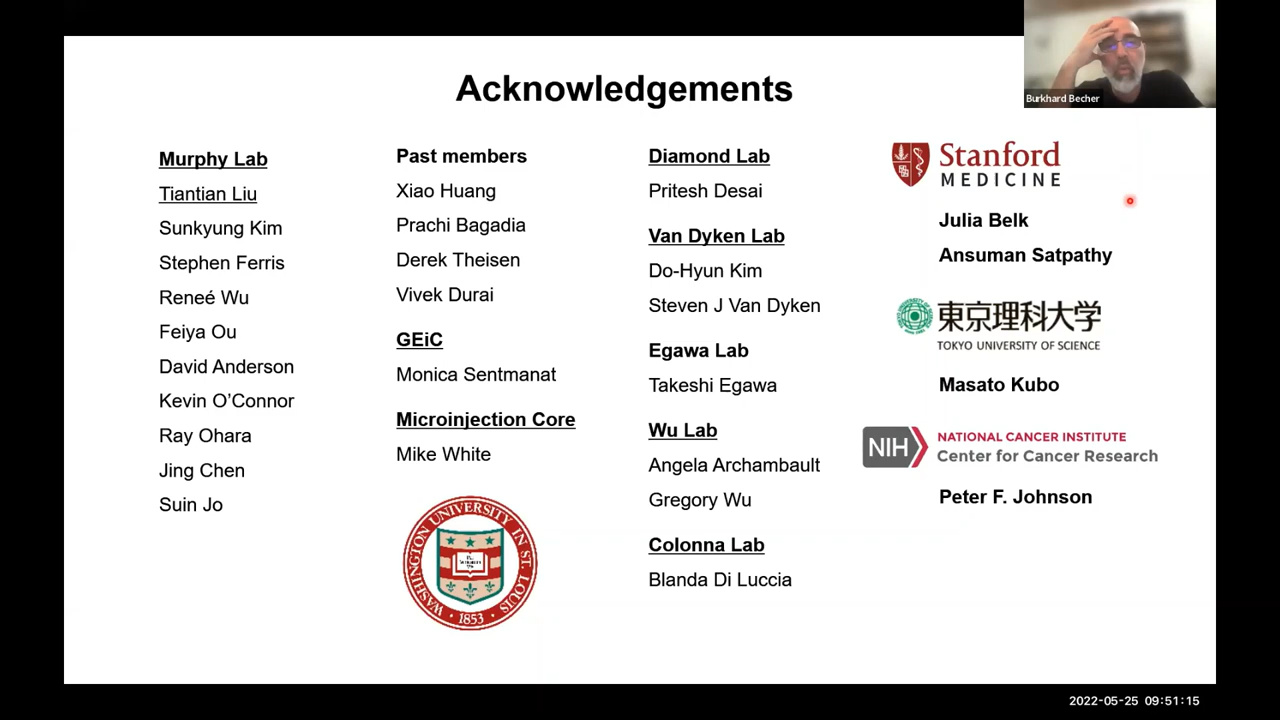 Acknowledgements
Burkhard Becher
Murphy Lab
Tiantian Liu
Sunkyung Kim
Stephen Ferris
Reneé Wu
Feiya Ou
David Anderson
Kevin O’Connor
Ray Ohara
Jing Chen
Suin Jo
Past members
Xiao Huang
Prachi Bagadia
Derek Theisen
Vivek Durai
GEiC
Monica Sentmanat
Microinjection Core
Mike White
WASHINGTON UNIVERSITY IN ST. LOUIS
1853
Diamond Lab
Pritesh Desai
Van Dyken Lab
Do-Hyun Kim
Steven J Van Dyken
Egawa Lab
Takeshi Egawa
Wu Lab
Angela Archambault
Gregory Wu
Colonna Lab
Blanda Di Luccia
Stanford
MEDICINE
Julia Belk
Ansuman Satpathy
東京理科大学
TOKYO UNIVERSITY OF SCIENCE
Masato Kubo
NIH
NATIONAL CANCER INSTITUTE
Center for Cancer Research
Peter F. Johnson
2022-05-25 09:51:15